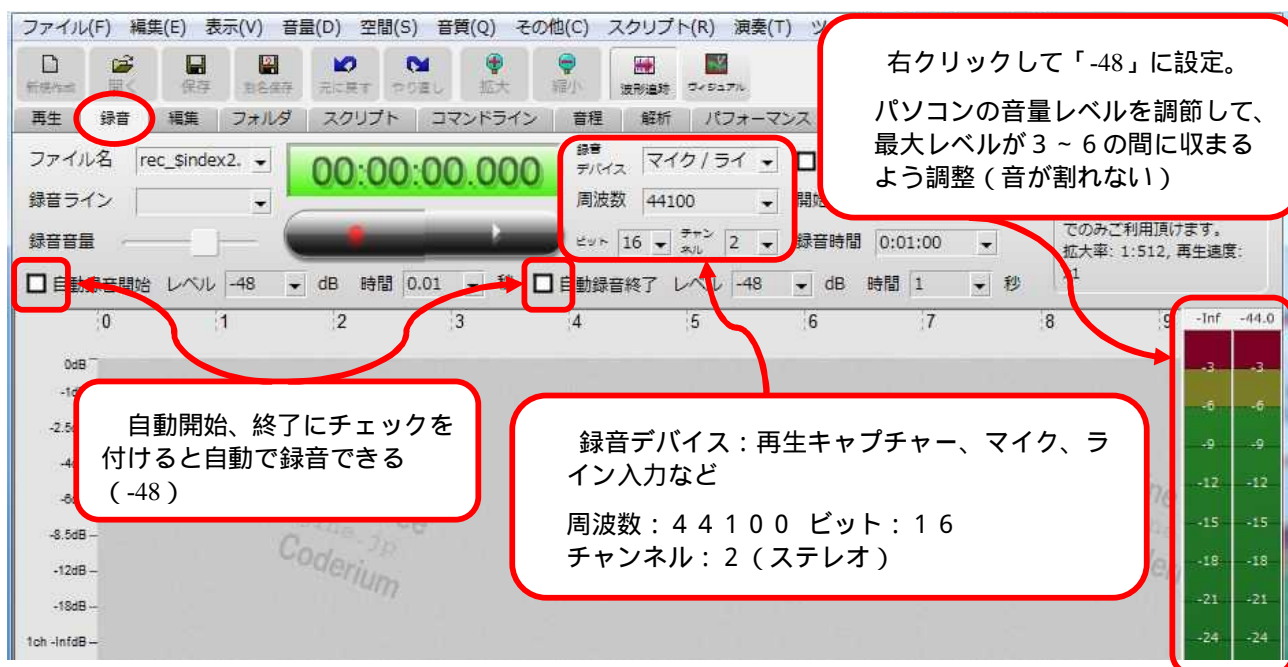 ファイル(F) 編集(E) 表示(V) 音量(D) 空間(S) 音質(Q) その他(C) スクリプト(R) 演奏(T) ツ
新規作成 開く 保存 別名保存 元に戻す やり直し 拡大 縮小 波形追跡 ヴィジュアル
再生 録音 編集 フォルダ スクリプト コマンドライン 音程 解析 パフォーマンス
ファイル名 rec_$index2. 00:00:00.000 録音デバイス マイク / ライ
録音ライン 周波数 44100 開始
録音音量 ビット 16 チャンネル 2 録音時間 0:01:00
でのみご利用頂けます。
拡大率: 1:512, 再生速度:
自動録音開始 レベル -48 dB 時間 0.01 秒 自動録音終了 レベル -48 dB 時間 1 秒
右クリックして「-48」に設定。
パソコンの音量レベルを調節して、
最大レベルが3～6の間に収まる
よう調整(音が割れない)
0 1 2 3 4 5 6 7 8 9
-Inf -44.0
0dB
-12dB
-8.5dB
-18dB
1ch -InfdB
自動開始、終了にチェックを
付けると自動で録音できる
(-48)
録音デバイス:再生キャプチャー、マイク、ラ
イン入力など
周波数:44100 ビット:16
チャンネル:2(ステレオ)
Coderium
-3 -3
-6 -6
-9 -9
-12 -12
-15 -15
-18 -18
-21 -21
-24 -24